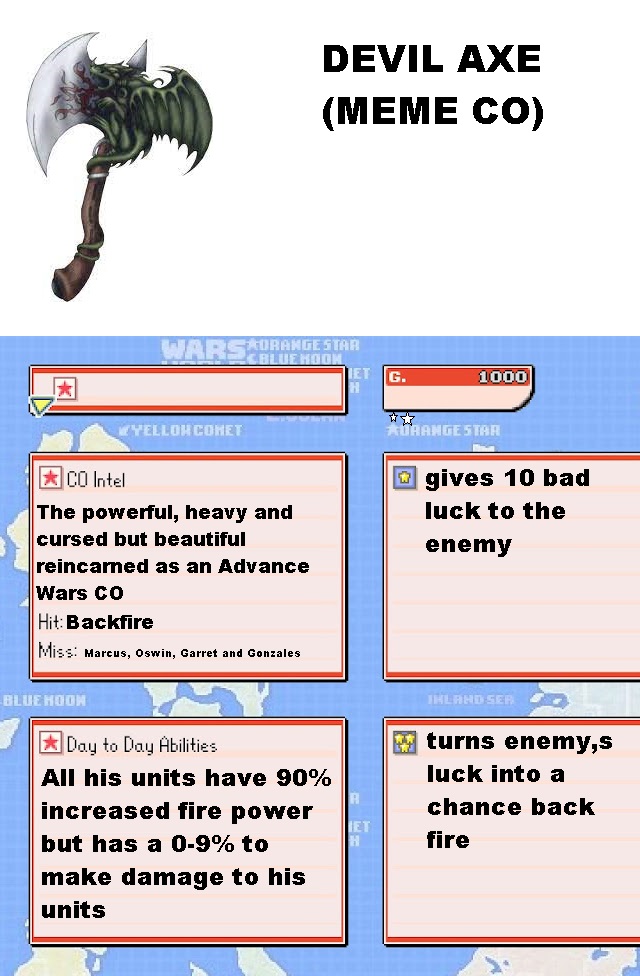 DEVIL AXE
(MEME CO)
WARS
ORANGE STAR
BLUE MOON
G. 1000
YELLOW COMET
ORANGE STAR
CO Intel
The powerful, heavy and
cursed but beautiful
reincarned as an Advance
Wars CO
Hit: Backfire
Miss: Marcus, Oswin, Garret and Gonzales
gives 10 bad
luck to the
enemy
BLUE MOON
INLAND SEA
Day to Day Abilities
All his units have 90%
increased fire power
but has a 0-9% to
make damage to his
units
turns enemy,s
luck into a
chance back
fire